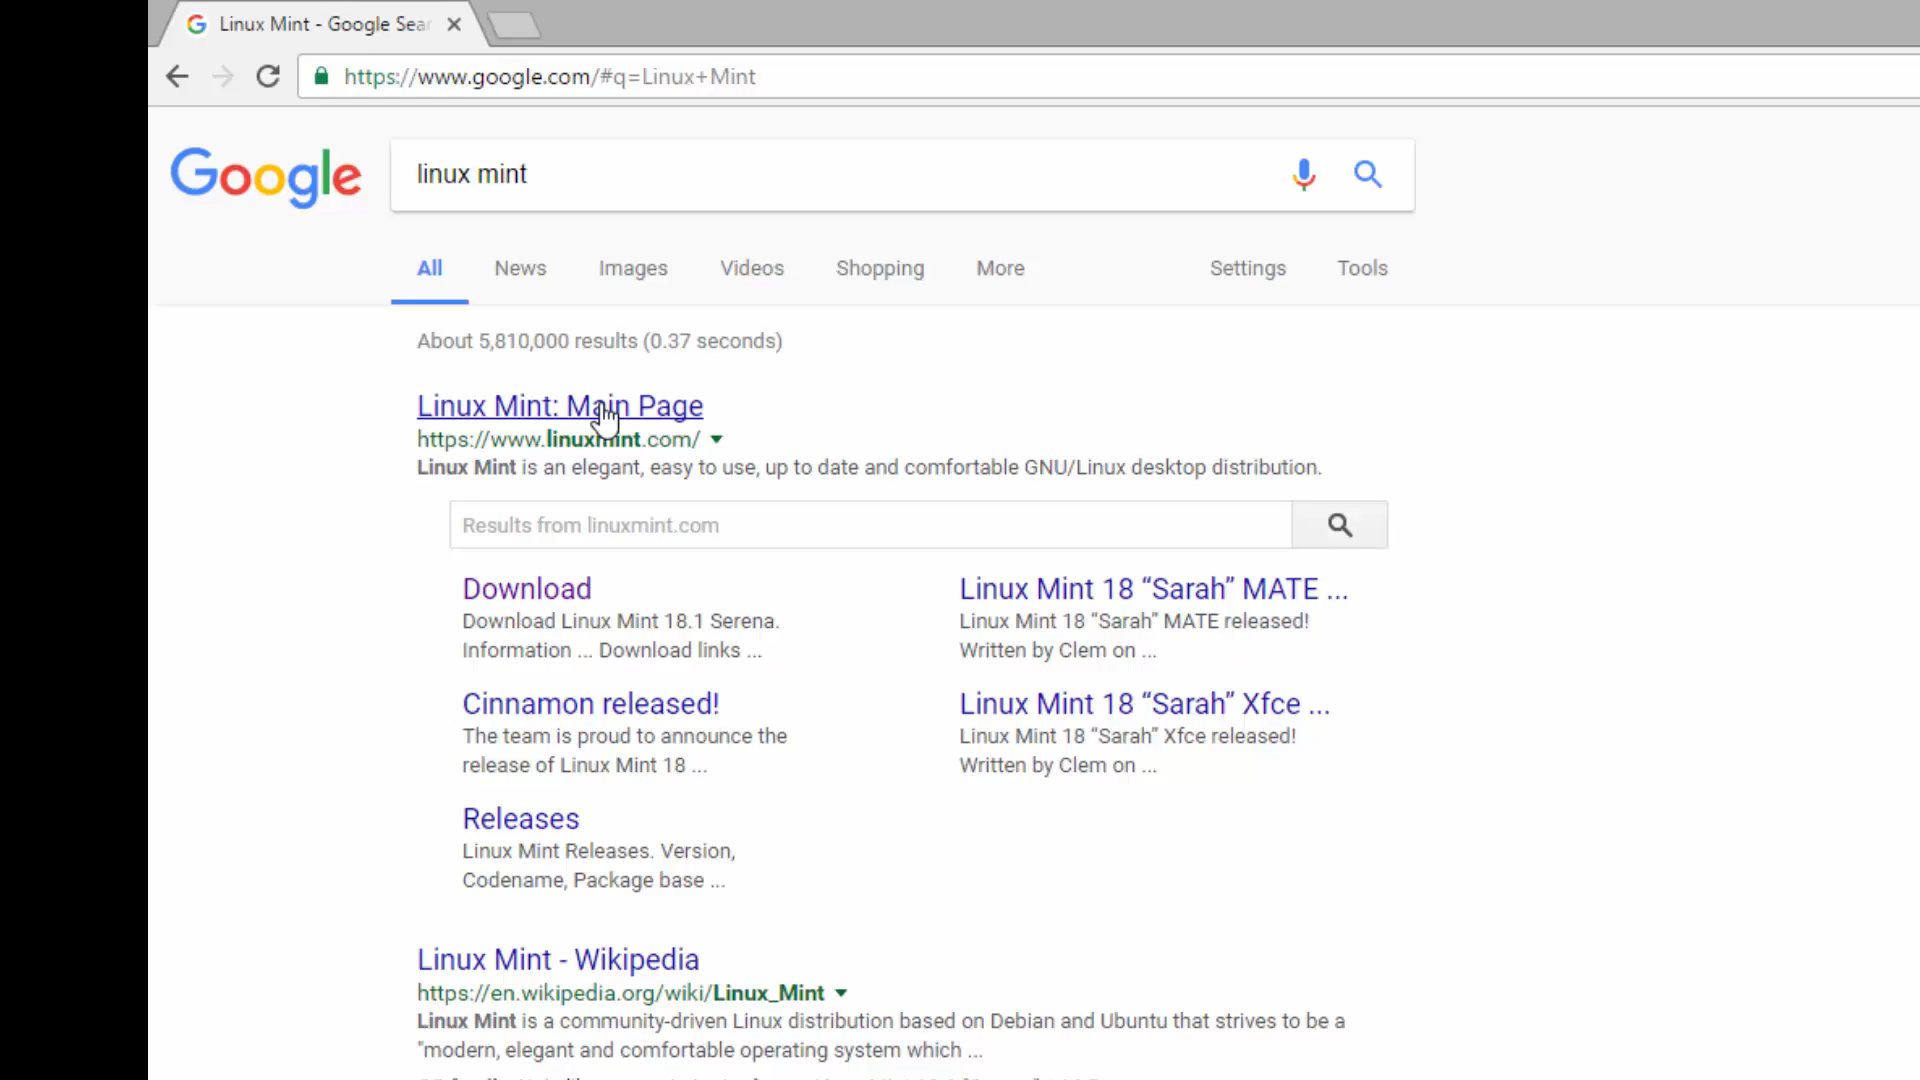 Linux Mint - Google Sear
https://www.google.com/#q=Linux+Mint
Google
linux mint
All News Images Videos Shopping More Settings Tools
About 5,810,000 results (0.37 seconds)
Linux Mint: Main Page
https://www.linuxmint.com/
Linux Mint is an elegant, easy to use, up to date and comfortable GNU/Linux desktop distribution.
Results from linuxmint.com
Download
Download Linux Mint 18.1 Serena.
Information ... Download links ...
Linux Mint 18 “Sarah” MATE ...
Linux Mint 18 “Sarah” MATE released!
Written by Clem on ...
Cinnamon released!
The team is proud to announce the
release of Linux Mint 18 ...
Linux Mint 18 “Sarah” Xfce ...
Linux Mint 18 “Sarah” Xfce released!
Written by Clem on ...
Releases
Linux Mint Releases. Version,
Codename, Package base ...
Linux Mint - Wikipedia
https://en.wikipedia.org/wiki/Linux_Mint
Linux Mint is a community-driven Linux distribution based on Debian and Ubuntu that strives to be a
"modern, elegant and comfortable operating system which ...